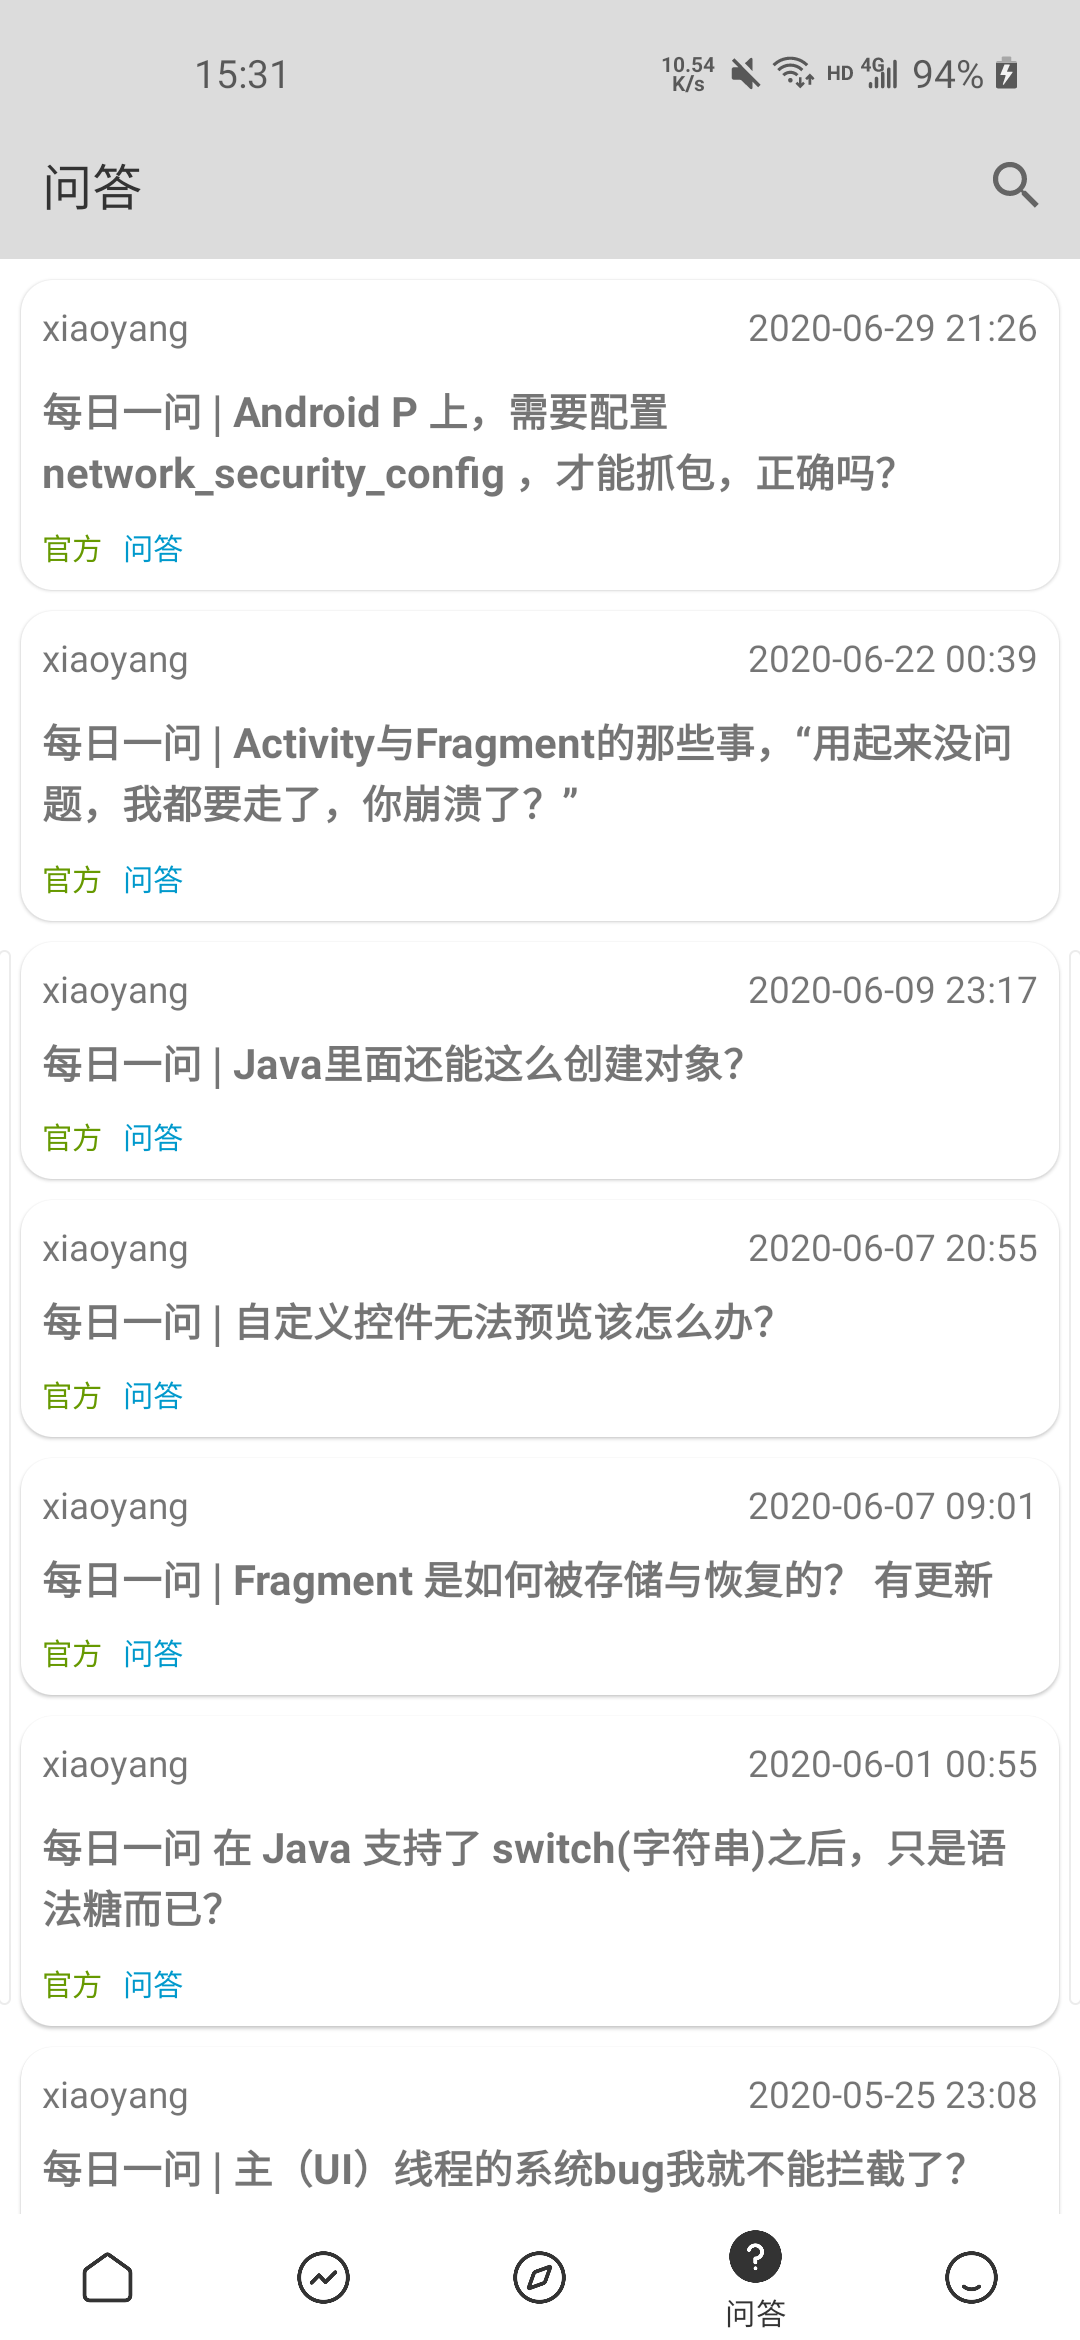 15:31
10.54 K/s HD 4G 94%
问答
xiaoyang 2020-06-29 21:26
每日一问 | Android P 上，需要配置
network_security_config ，才能抓包，正确吗？
官方 问答
xiaoyang 2020-06-22 00:39
每日一问 | Activity与Fragment的那些事，“用起来没问
题，我都要走了，你崩溃了？”
官方 问答
xiaoyang 2020-06-09 23:17
每日一问 | Java里面还能这么创建对象？
官方 问答
xiaoyang 2020-06-07 20:55
每日一问 | 自定义控件无法预览该怎么办？
官方 问答
xiaoyang 2020-06-07 09:01
每日一问 | Fragment 是如何被存储与恢复的？ 有更新
官方 问答
xiaoyang 2020-06-01 00:55
每日一问 在 Java 支持了 switch(字符串)之后，只是语
法糖而已？
官方 问答
xiaoyang 2020-05-25 23:08
每日一问 | 主（UI）线程的系统bug我就不能拦截了？
问答